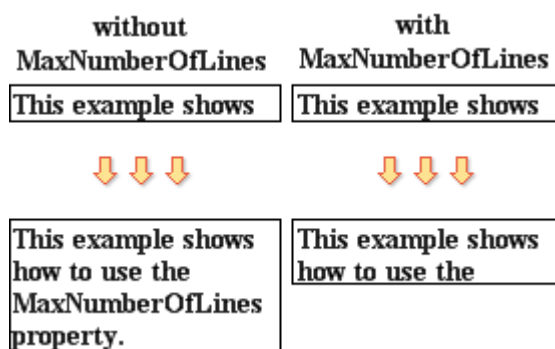 without
MaxNumberOfLines
This example shows
This example shows
how to use the
MaxNumberOfLines
property.
with
MaxNumberOfLines
This example shows
This example shows
how to use the